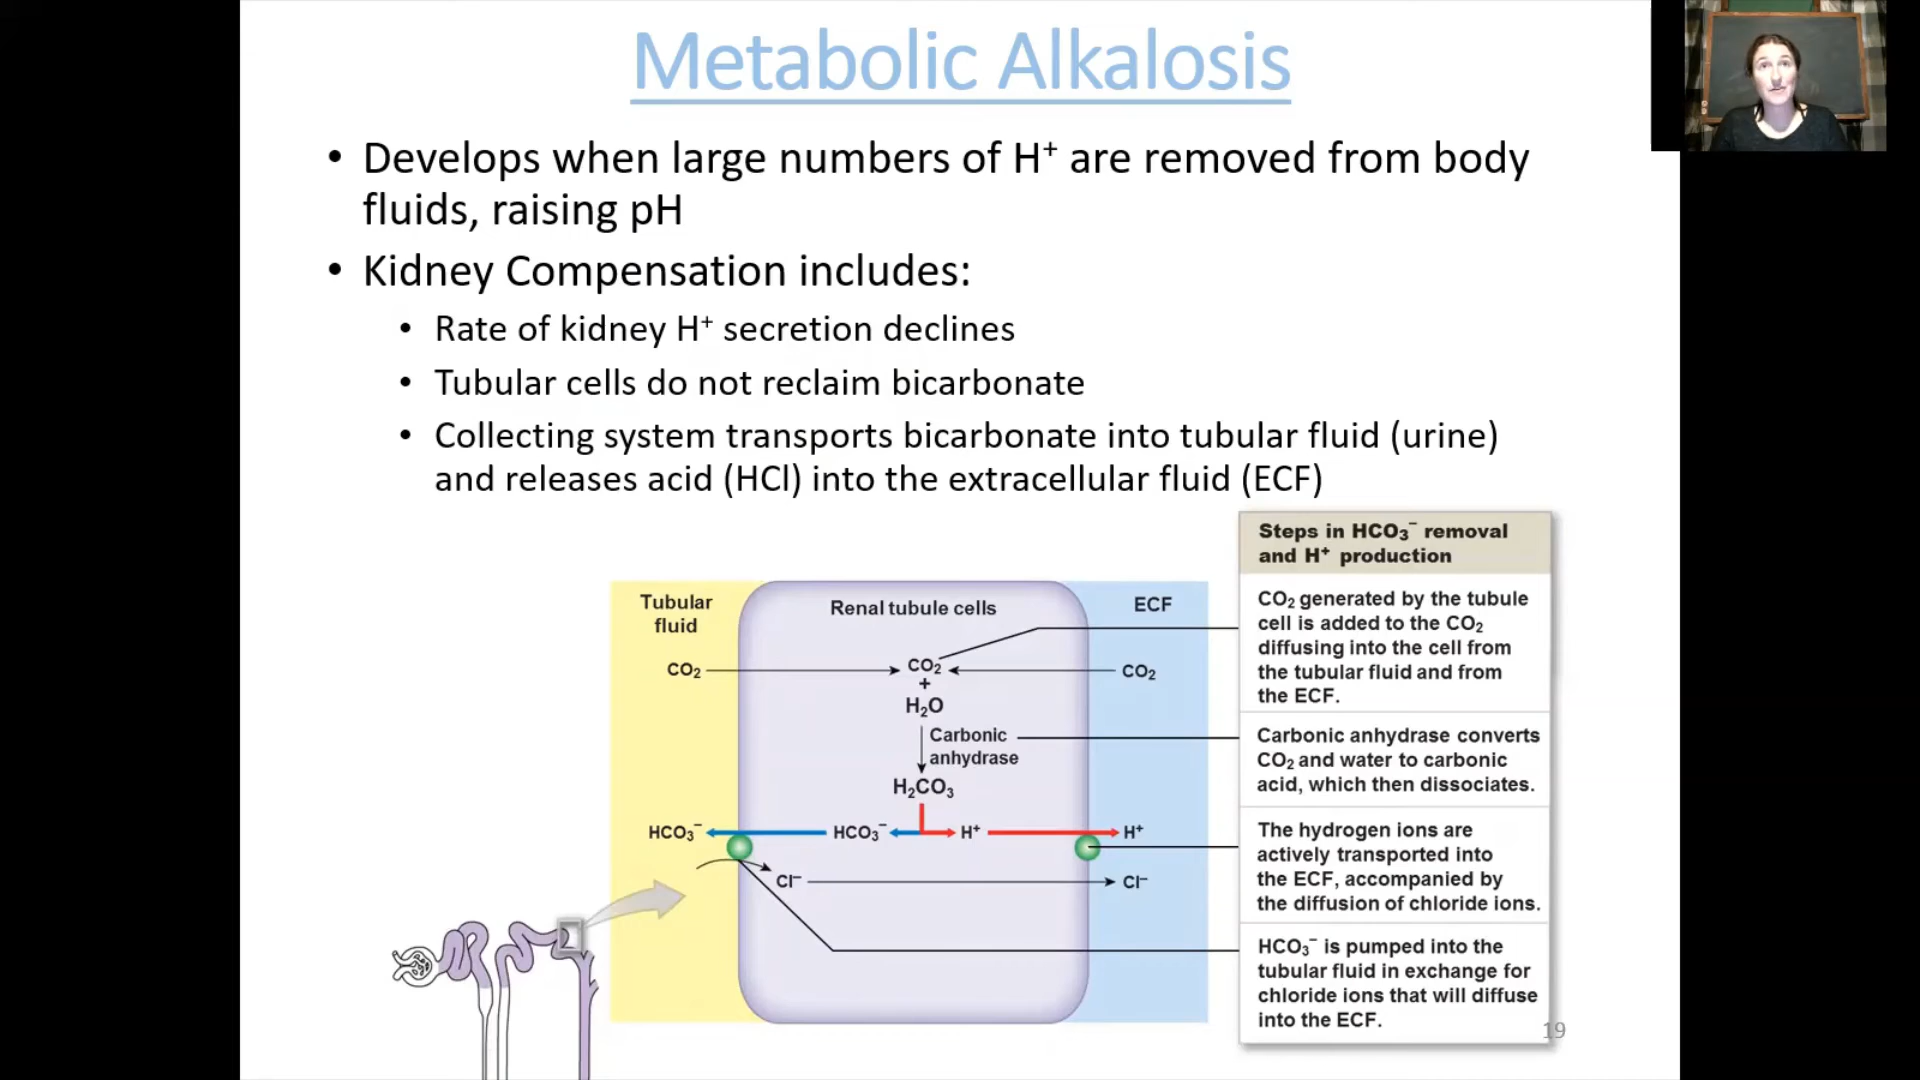 Metabolic Alkalosis
• Develops when large numbers of H⁺ are removed from body
fluids, raising pH
• Kidney Compensation includes:
• Rate of kidney H⁺ secretion declines
• Tubular cells do not reclaim bicarbonate
• Collecting system transports bicarbonate into tubular fluid (urine)
and releases acid (HCl) into the extracellular fluid (ECF)
Tubular
fluid
Renal tubule cells
ECF
CO₂
CO₂
CO₂
+
H₂O
Carbonic
anhydrase
H₂CO₃
HCO₃⁻
HCO₃⁻
H⁺
H⁺
Cl⁻
Cl⁻
Steps in HCO₃⁻ removal
and H⁺ production
CO₂ generated by the tubule
cell is added to the CO₂
diffusing into the cell from
the tubular fluid and from
the ECF.
Carbonic anhydrase converts
CO₂ and water to carbonic
acid, which then dissociates.
The hydrogen ions are
actively transported into
the ECF, accompanied by
the diffusion of chloride ions.
HCO₃⁻ is pumped into the
tubular fluid in exchange for
chloride ions that will diffuse
into the ECF.
19